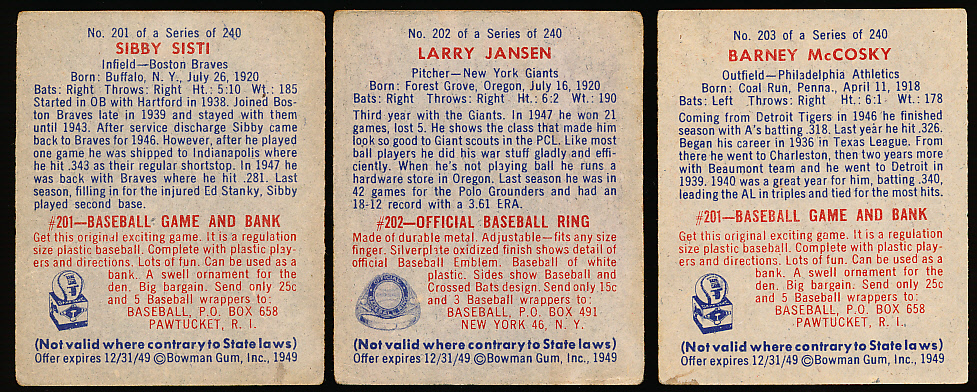 No. 201 of a Series of 240
SIBBY SISTI
Infield—Boston Braves
Born: Buffalo, N. Y., July 26, 1920
Bats: Right Throws: Right Ht.: 5:10 Wt.: 185
Started in OB with Hartford in 1938. Joined Bos-
ton Braves late in 1939 and stayed with them
until 1943. After service discharge Sibby came
back to Braves for 1946. However, after he played
one game he was shipped to Indianapolis where
he hit .343 as their regular shortstop. In 1947 he
was back with Braves where he hit .281. Last
season, filling in for the injured Ed Stanky, Sibby
played second base.
#201—BASEBALL GAME AND BANK
Get this original exciting game. It is a regulation
size plastic baseball. Complete with plastic play-
ers and directions. Lots of fun. Can be used as a
bank. A swell ornament for the
den. Big bargain. Send only 25c
and 5 Baseball wrappers to:
BASEBALL, P.O. BOX 658
PAWTUCKET, R. I.
(Not valid where contrary to State laws)
Offer expires 12/31/49 ©Bowman Gum, Inc., 1949
No. 202 of a Series of 240
LARRY JANSEN
Pitcher—New York Giants
Born: Forest Grove, Oregon, July 16, 1920
Bats: Right Throws: Right Ht.: 6:2 Wt.: 190
Third year with the Giants. In 1947 he won 21
games, lost 5. He shows the class that made him
look so good to Giant scouts in the PCL. Like most
ball players he did his war stuff gladly and effi-
ciently. When he's not playing ball he runs a
hardware store in Oregon. Last season he was in
42 games for the Polo Grounders and had an
18-12 record with a 3.61 ERA.
#202—OFFICIAL BASEBALL RING
Made of durable metal. Adjustable—fits any size
finger. Silverplate oxidized finish shows detail of
official Baseball Emblem. Baseball of white
plastic. Sides show Baseball and
Crossed Bats design. Send only 15c
and 3 Baseball wrappers to:
BASEBALL, P.O. BOX 491
NEW YORK 46, N. Y.
(Not valid where contrary to State laws)
Offer expires 12/31/49 ©Bowman Gum, Inc., 1949
No. 203 of a Series of 240
BARNEY McCOSKY
Outfield—Philadelphia Athletics
Born: Coal Run, Penna., April 11, 1918
Bats: Left Throws: Right Ht.: 6:1 Wt.: 178
Coming from Detroit Tigers in 1946 he finished
season with A's batting .318. Last year he hit .326.
Began his career in 1936 in Texas League. From
there he went to Charleston, then two years more
with Beaumont team and he went to Detroit in
1939. 1940 was a great year for him, batting .340,
leading the AL in triples and tied for the most hits.
#201—BASEBALL GAME AND BANK
Get this original exciting game. It is a regulation
size plastic baseball. Complete with plastic play-
ers and directions. Lots of fun. Can be used as a
bank. A swell ornament for the
den. Big bargain. Send only 25c
and 5 Baseball wrappers to:
BASEBALL, P.O. BOX 658
PAWTUCKET, R. I.
(Not valid where contrary to State laws)
Offer expires 12/31/49 ©Bowman Gum, Inc., 1949